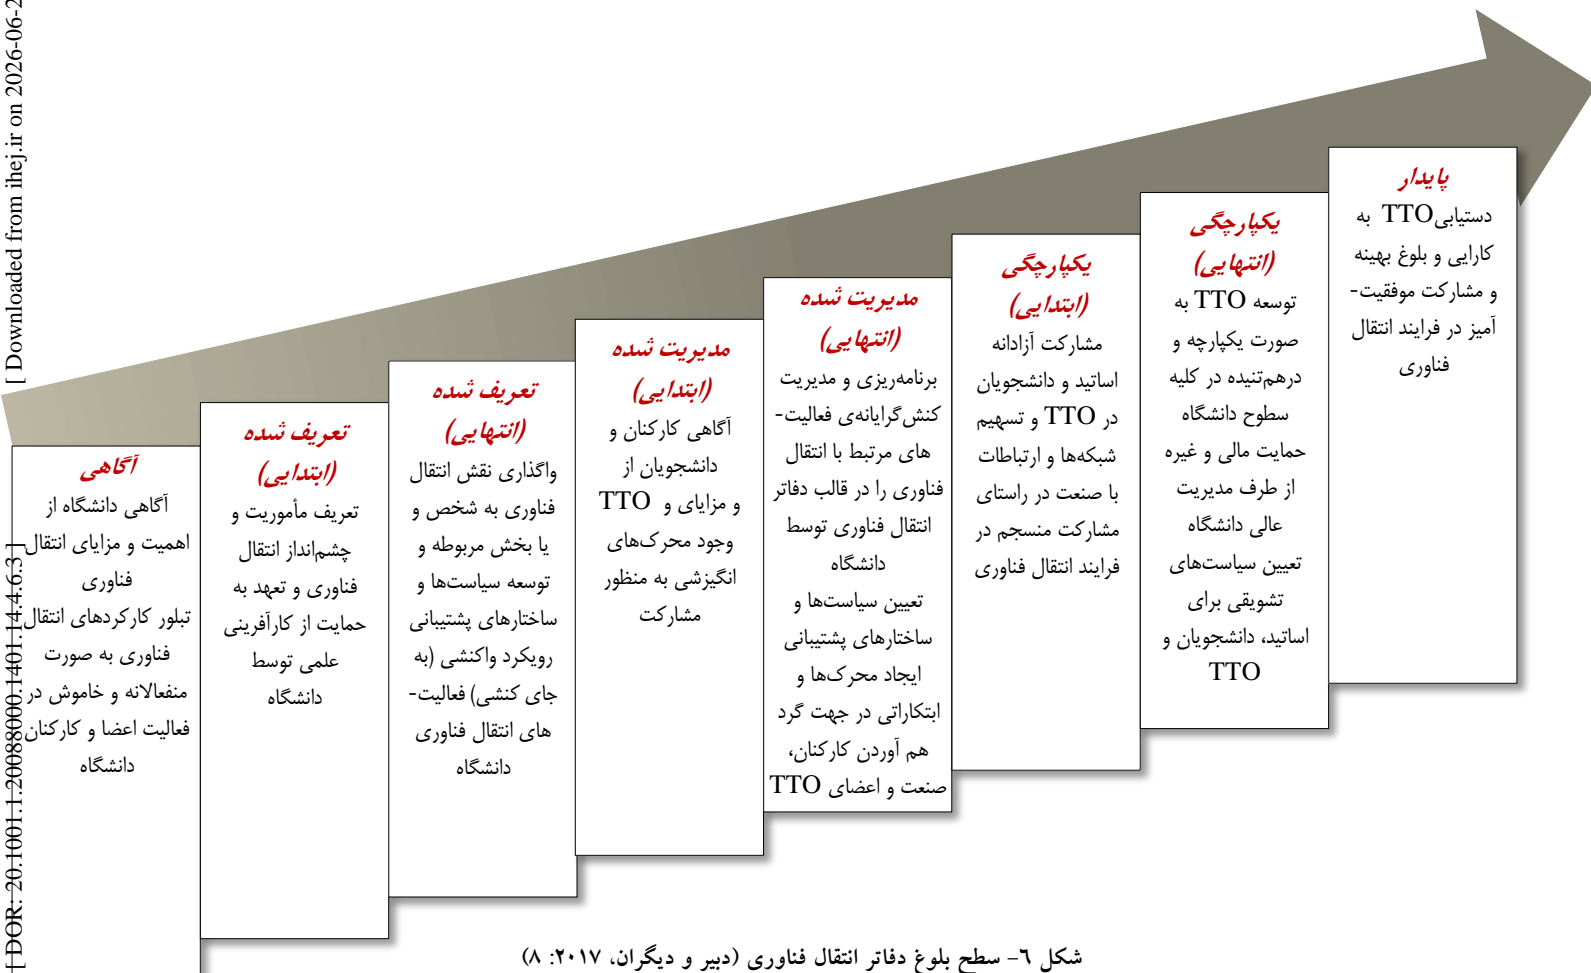 [ Downloaded from ihej.ir on 2026-06-2
[ DOR: 20.1001.1.20088000.1401.14.4.6.3 ]
آگاهی
آگاهی دانشگاه از
اهمیت و مزایای انتقال
فناوری
تبلور کارکردهای انتقال
فناوری به صورت
منفعلانه و خاموش در
فعالیت اعضا و کارکنان
دانشگاه
تعریف شده
(ابتدایی)
تعریف مأموریت و
چشم‌انداز انتقال
فناوری و تعهد به
حمایت از کارآفرینی
علمی توسط
دانشگاه
تعریف شده
(انتهایی)
واگذاری نقش انتقال
فناوری به شخص و
یا بخش مربوطه و
توسعه سیاست‌ها و
ساختارهای پشتیبانی
رویکرد واکنشی (به
جای کنشی) فعالیت-
های انتقال فناوری
دانشگاه
مدیریت شده
(ابتدایی)
آگاهی کارکنان و
دانشجویان از
مزایای و TTO و
وجود محرک‌های
انگیزشی به منظور
مشارکت
مدیریت شده
(انتهایی)
برنامه‌ریزی و مدیریت
کنش‌گرایانه‌ی فعالیت-
های مرتبط با انتقال
فناوری را در قالب دفاتر
انتقال فناوری توسط
دانشگاه
تعیین سیاست‌ها و
ساختارهای پشتیبانی
ایجاد محرک‌ها و
ابتکاراتی در جهت گرد
هم آوردن کارکنان،
صنعت و اعضای TTO
یکپارچگی
(ابتدایی)
مشارکت آزادانه
اساتید و دانشجویان
در TTO و تسهیم
شبکه‌ها و ارتباطات
با صنعت در راستای
مشارکت منسجم در
فرایند انتقال فناوری
یکپارچگی
(انتهایی)
توسعه TTO به
صورت یکپارچه و
درهم‌تنیده در کلیه
سطوح دانشگاه
حمایت مالی و غیره
از طرف مدیریت
عالی دانشگاه
تعیین سیاست‌های
تشویقی برای
اساتید، دانشجویان و
TTO
پایدار
دستیابیTTO به
کارایی و بلوغ بهینه
و مشارکت موفقیت-
آمیز در فرایند انتقال
فناوری
شکل ٦- سطح بلوغ دفاتر انتقال فناوری (دبیر و دیگران، ۲۰۱۷: ۸)